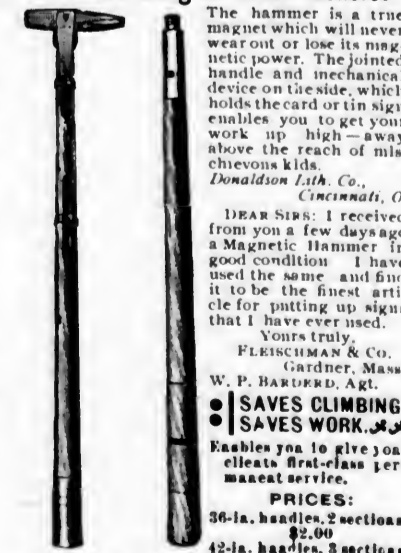 The hammer is a true
magnet which will never
wear out or lose its mag-
netic power. The jointed
handle and mechanical
device on the side, which
holds the card or tin sign
enables you to get your
work up high — away
above the reach of mis
chievous kids.
Donaldson Lith. Co.,
Cincinnati, O
DEAR SIRS: I received
from you a few days ago
a Magnetic Hammer in
good condition I have
used the same and find
it to be the finest arti
cle for putting up signs
that I have ever used.
Yours truly,
FLEISCHMAN & CO.
Gardner, Mass
W. P. BARDERD, Agt.
SAVES CLIMBING
SAVES WORK.
Enables you to give your
clients first-class per
manent service.
PRICES:
36-in. handles, 2 sections
$2.00
42-in. handles, 3 sections